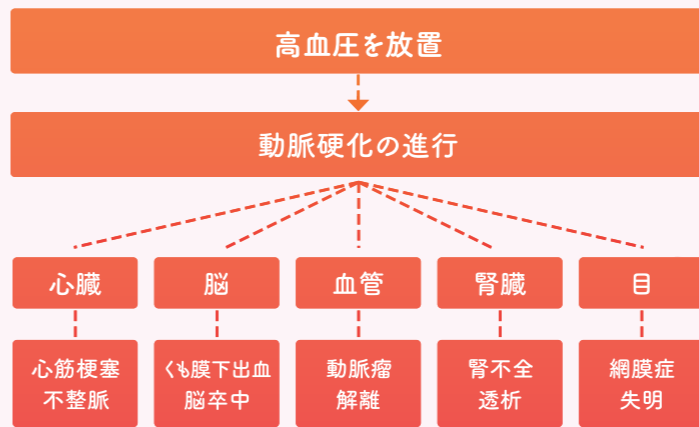 高血圧を放置
動脈硬化の進行
心臓
脳
血管
腎臓
目
心筋梗塞
不整脈
くも膜下出血
脳卒中
動脈瘤
解離
腎不全
透析
網膜症
失明